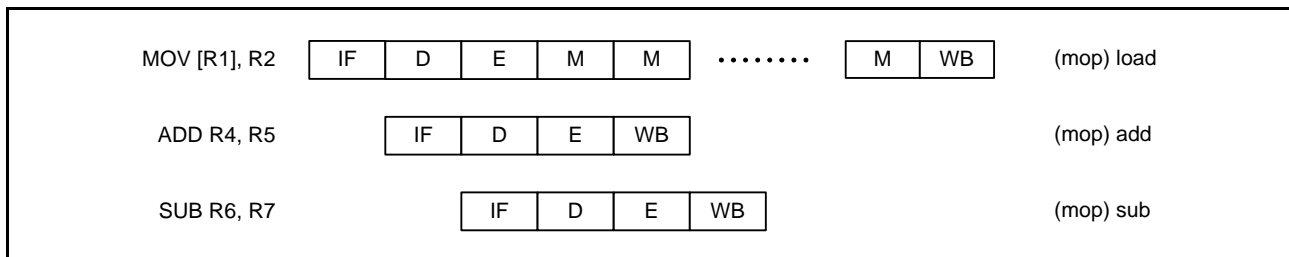 MOV [R1], R2 IF D E M M ........ M WB (mop) load
ADD R4, R5 IF D E WB (mop) add
SUB R6, R7 IF D E WB (mop) sub